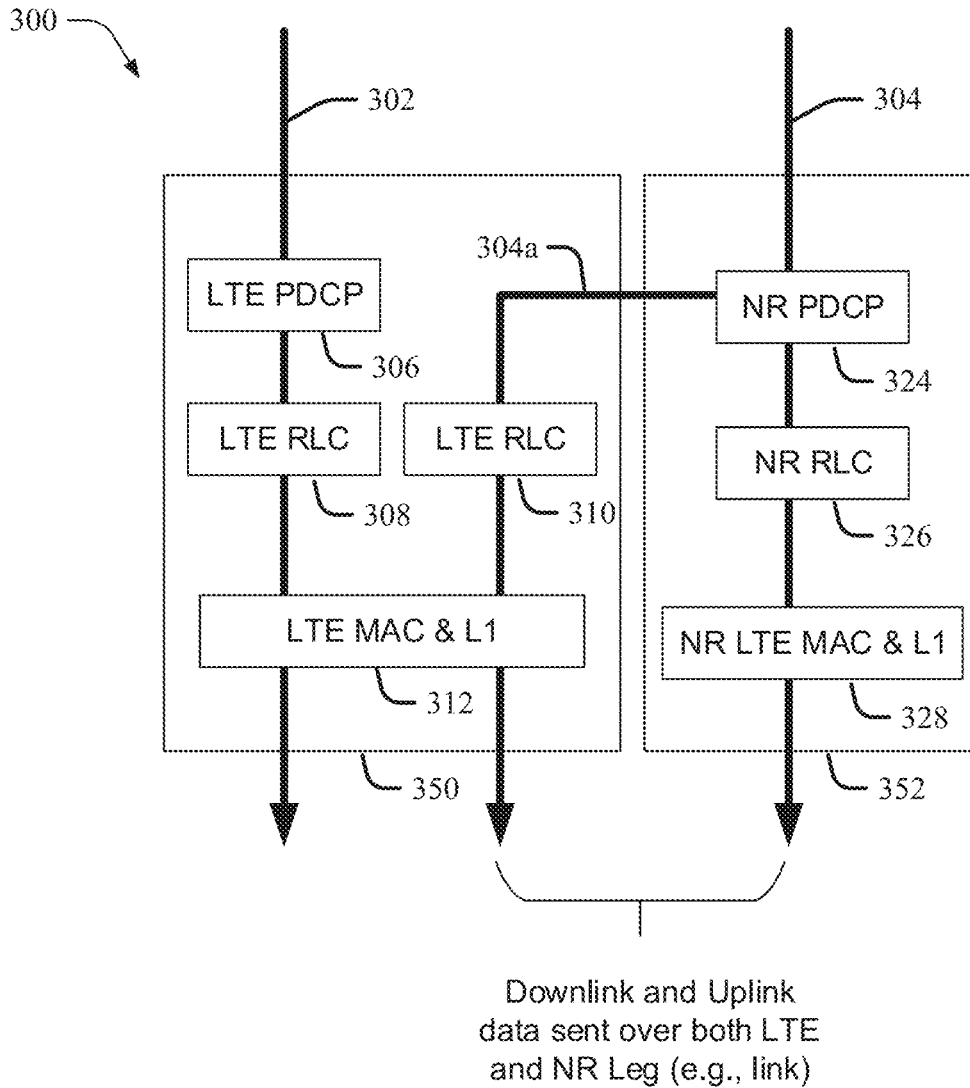 300
302
304
304a
LTE PDCP
NR PDCP
306
324
LTE RLC
LTE RLC
NR RLC
308
310
326
LTE MAC & L1
NR LTE MAC & L1
312
328
350
352
Downlink and Uplink
data sent over both LTE
and NR Leg (e.g., link)